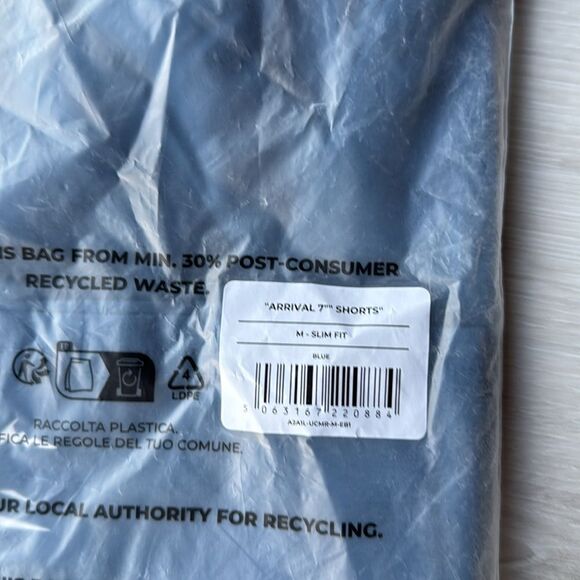 IS BAG FROM MIN. 30% POST-CONSUMER
RECYCLED WASTE.
"ARRIVAL 7"" SHORTS"
M - SLIM FIT
BLUE
5 063167 220884
A2A1L-UCMR-M-EB1
4
LDPE
RACCOLTA PLASTICA.
FICA LE REGOLE DEL TUO COMUNE.
UR LOCAL AUTHORITY FOR RECYCLING.